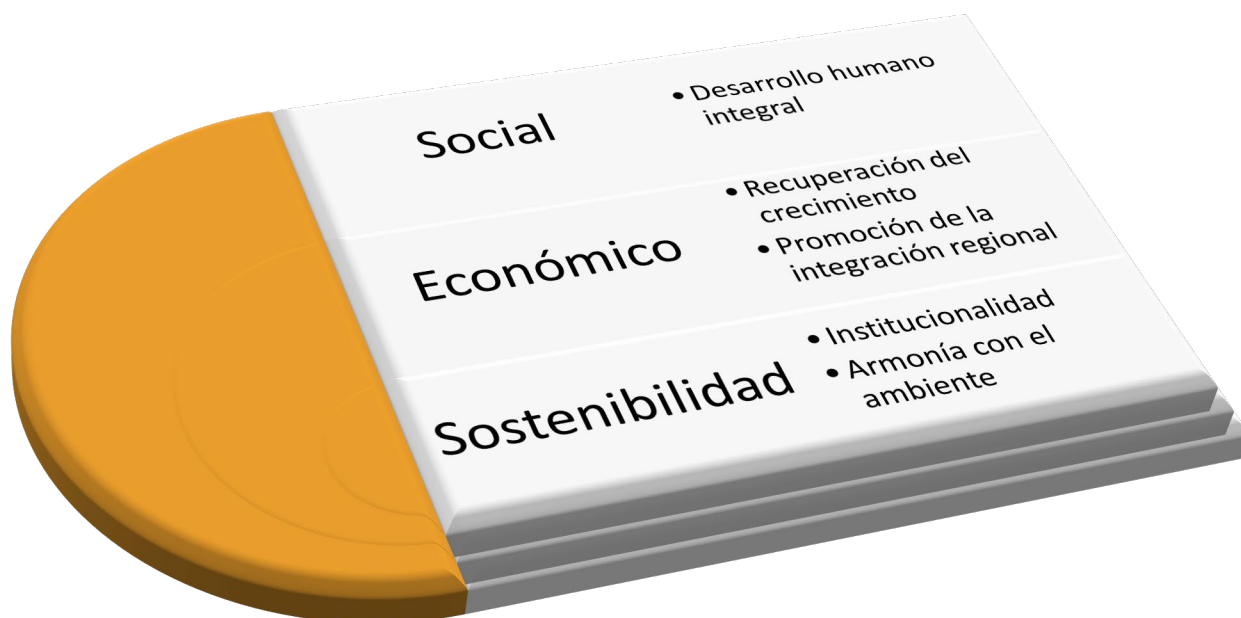 Social
• Desarrollo humano
integral
Económico
• Recuperación del
crecimiento
• Promoción de la
integración regional
Sostenibilidad
• Institucionalidad
• Armonía con el
ambiente